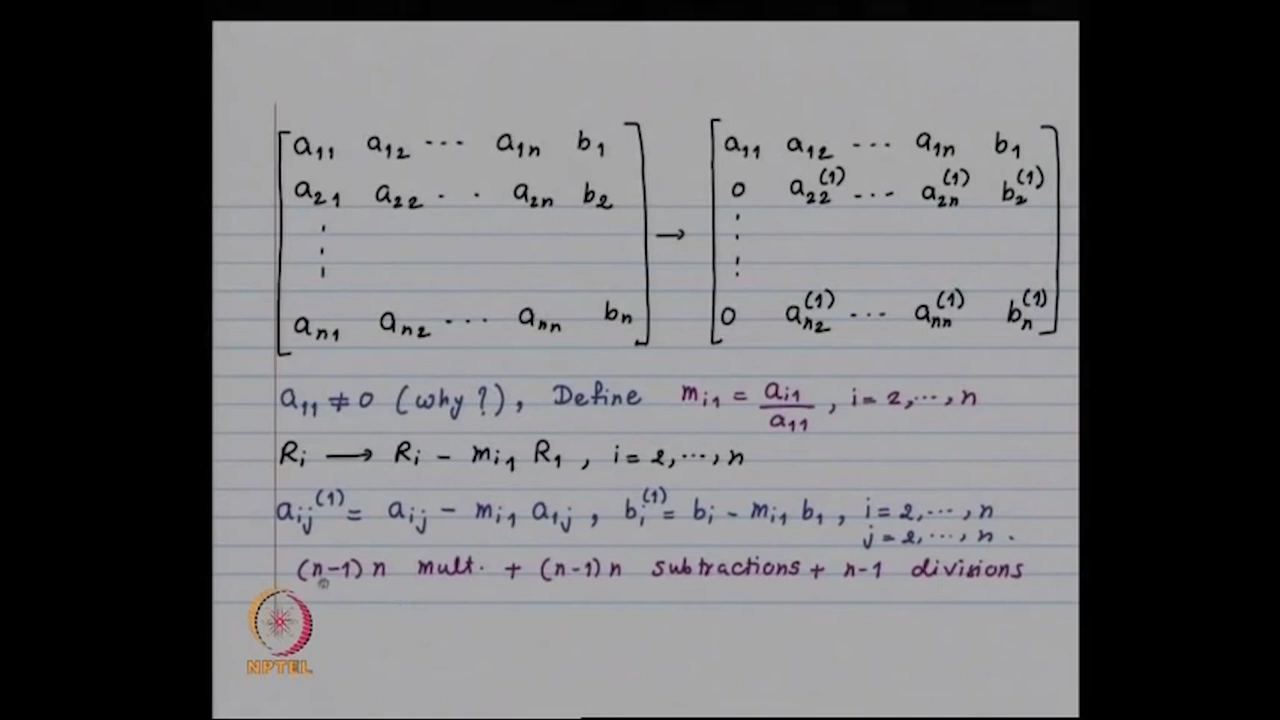 a11 a12 ... a1n b1 a11 a12 ... a1n b1
a21 a22 . . a2n b2 0 a22^(1) ... a2n^(1) b2^(1)
→
an1 an2 ... ann bn 0 an2^(1) ... ann^(1) bn^(1)
a11 ≠ 0 (why?), Define mi1 = ai1/a11, i = 2, ..., n
Ri → Ri - mi1 R1, i = 2, ..., n
aij^(1) = aij - mi1 a1j, bi^(1) = bi - mi1 b1, i = 2, ..., n
j = 2, ..., n.
(n-1)n mult. + (n-1)n subtractions + n-1 divisions
NPTEL